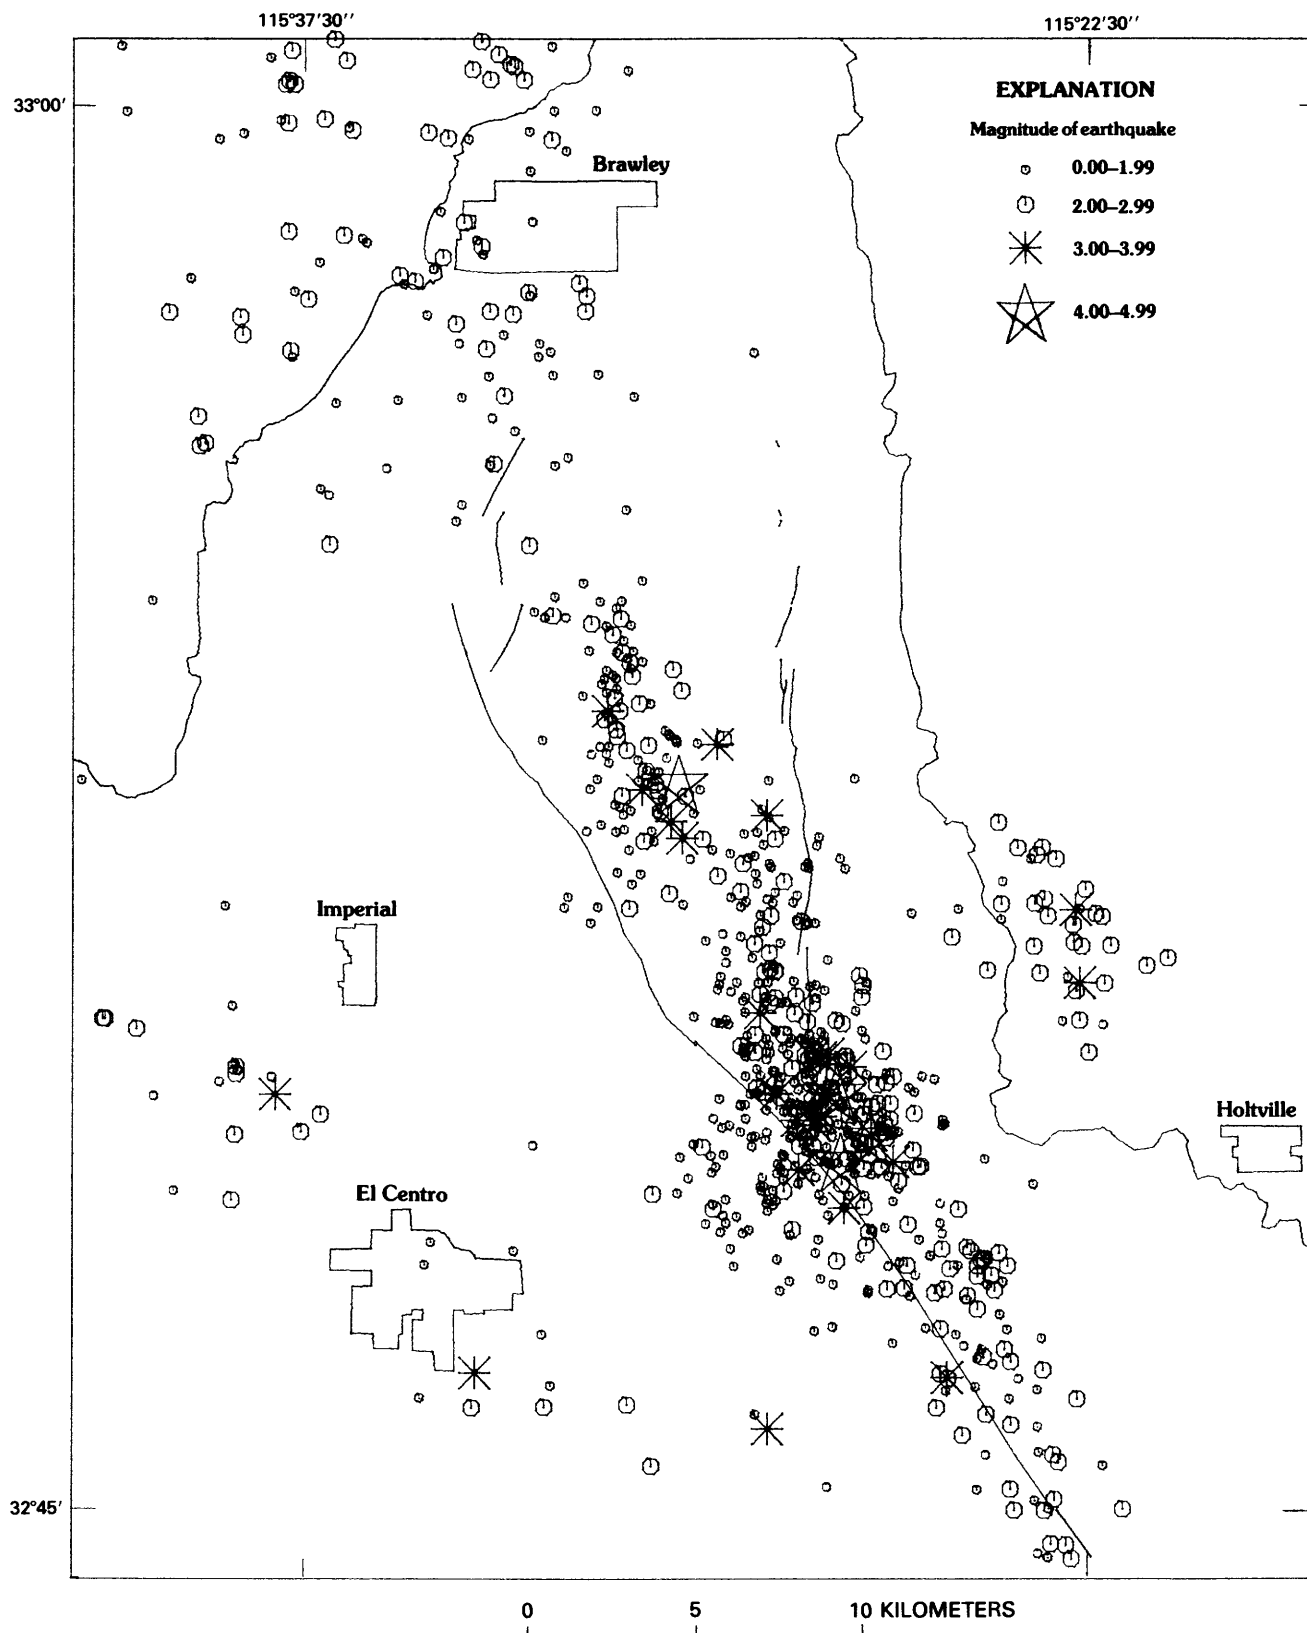 115°37'30''
115°22'30''
33°00'
EXPLANATION
Magnitude of earthquake
0.00–1.99
2.00–2.99
3.00–3.99
4.00–4.99
Brawley
Imperial
Holtville
El Centro
32°45'
0 5 10 KILOMETERS